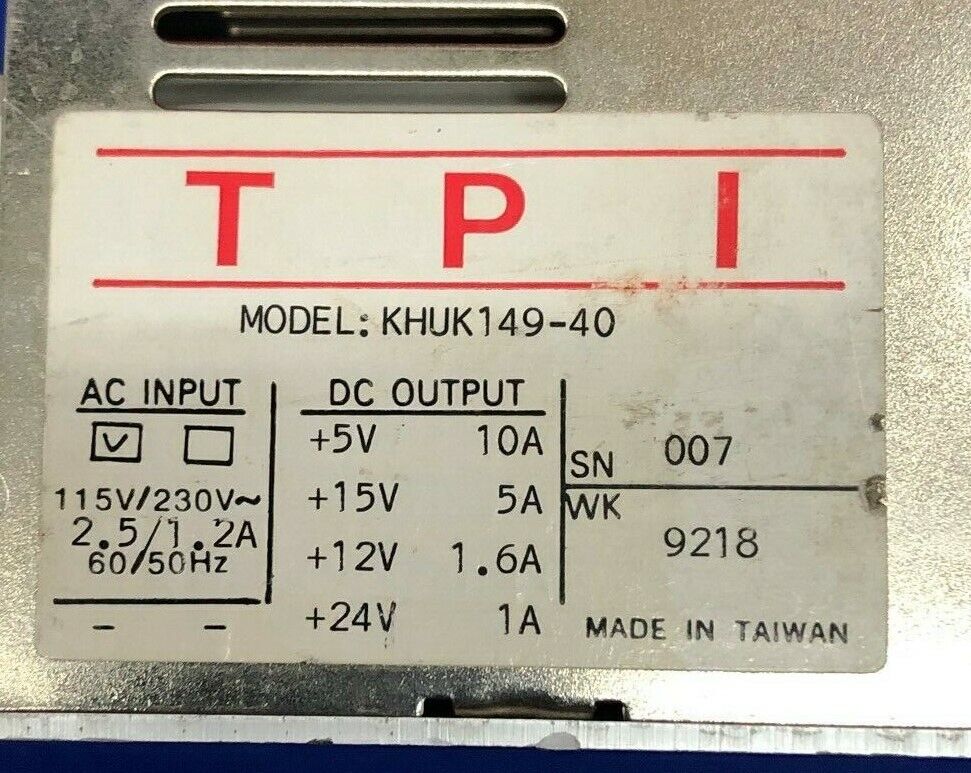 TPI
MODEL: KHUK149-40
AC INPUT
115V/230V~
2.5/1.2A
60/50Hz
DC OUTPUT
+5V 10A
+15V 5A
+12V 1.6A
+24V 1A
SN 007
WK 9218
MADE IN TAIWAN